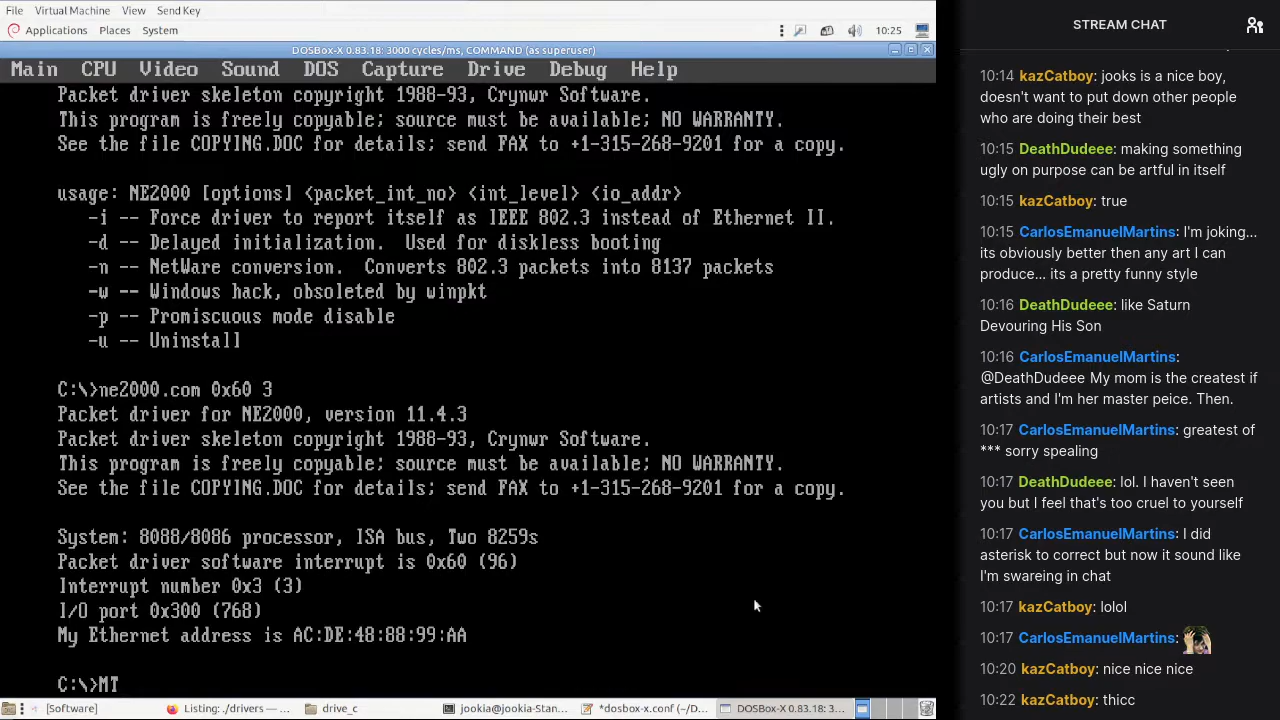 File Virtual Machine View Send Key
Applications Places System 10:25
DOSBox-X 0.83.18: 3000 cycles/ms, COMMAND (as superuser)
Main CPU Video Sound DOS Capture Drive Debug Help
Packet driver skeleton copyright 1988-93, Crynwr Software.
This program is freely copyable; source must be available; NO WARRANTY.
See the file COPYING.DOC for details; send FAX to +1-315-268-9201 for a copy.
usage: NE2000 [options] <packet_int_no> <int_level> <io_addr>
-i -- Force driver to report itself as IEEE 802.3 instead of Ethernet II.
-d -- Delayed initialization. Used for diskless booting
-n -- NetWare conversion. Converts 802.3 packets into 8137 packets
-w -- Windows hack, obsoleted by winpkt
-p -- Promiscuous mode disable
-u -- Uninstall
C:\>ne2000.com 0x60 3
Packet driver for NE2000, version 11.4.3
Packet driver skeleton copyright 1988-93, Crynwr Software.
This program is freely copyable; source must be available; NO WARRANTY.
See the file COPYING.DOC for details; send FAX to +1-315-268-9201 for a copy.
System: 8088/8086 processor, ISA bus, Two 8259s
Packet driver software interrupt is 0x60 (96)
Interrupt number 0x3 (3)
I/O port 0x300 (768)
My Ethernet address is AC:DE:48:88:99:AA
C:\>MT
[Software] Listing: ./drivers — ... drive_c jookia@jookia-Stan... *dosbox-x.conf (~/D... DOSBox-X 0.83.18: 3...
STREAM CHAT
10:14 kazCatboy: jooks is a nice boy,
doesn't want to put down other people
who are doing their best
10:15 DeathDudeee: making something
ugly on purpose can be artful in itself
10:15 kazCatboy: true
10:15 CarlosEmanuelMartins: I'm joking...
its obviously better then any art I can
produce... its a pretty funny style
10:16 DeathDudeee: like Saturn
Devouring His Son
10:16 CarlosEmanuelMartins:
@DeathDudeee My mom is the createst if
artists and I'm her master peice. Then.
10:17 CarlosEmanuelMartins: greatest of
*** sorry spealing
10:17 DeathDudeee: lol. I haven't seen
you but I feel that's too cruel to yourself
10:17 CarlosEmanuelMartins: I did
asterisk to correct but now it sound like
I'm swareing in chat
10:17 kazCatboy: lolol
10:17 CarlosEmanuelMartins:
10:20 kazCatboy: nice nice nice
10:22 kazCatboy: thicc